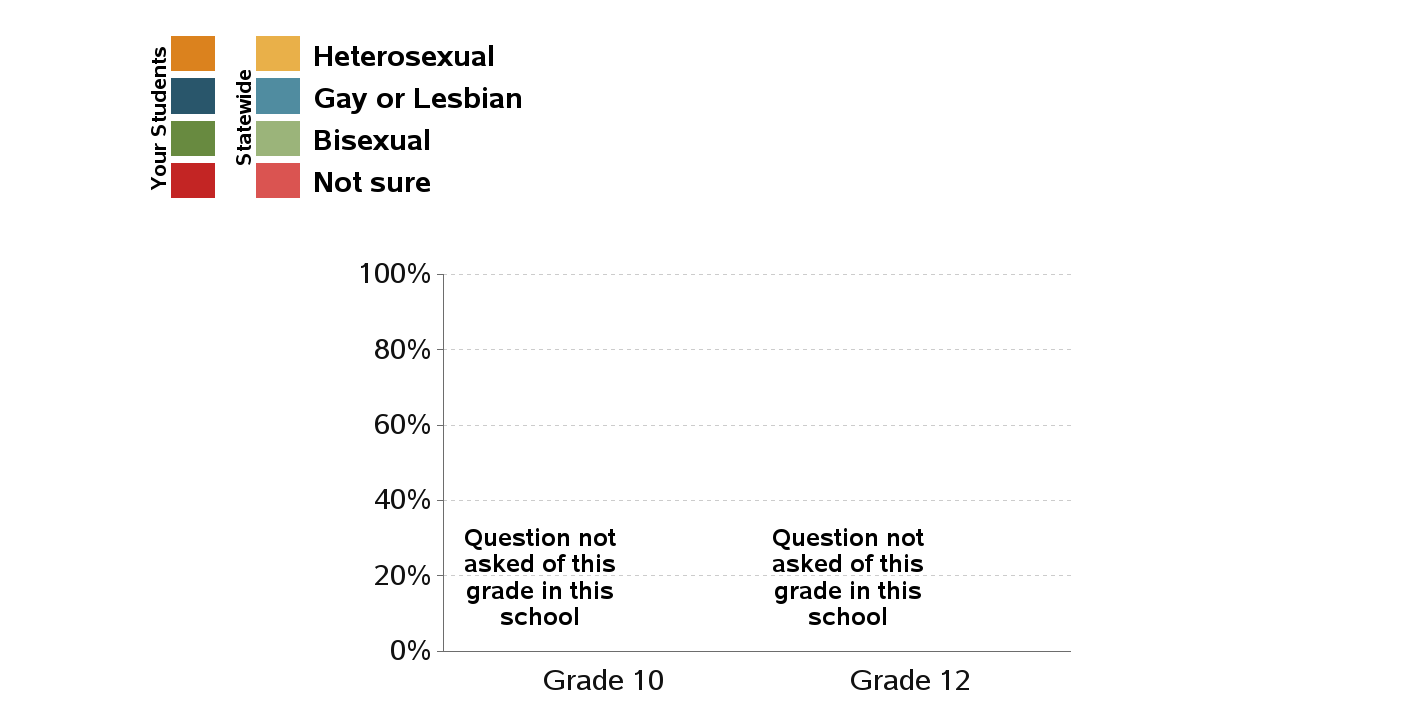 Your Students
Statewide
Heterosexual
Gay or Lesbian
Bisexual
Not sure
100%
80%
60%
40%
20%
0%
Question not
asked of this
grade in this
school
Question not
asked of this
grade in this
school
Grade 10
Grade 12